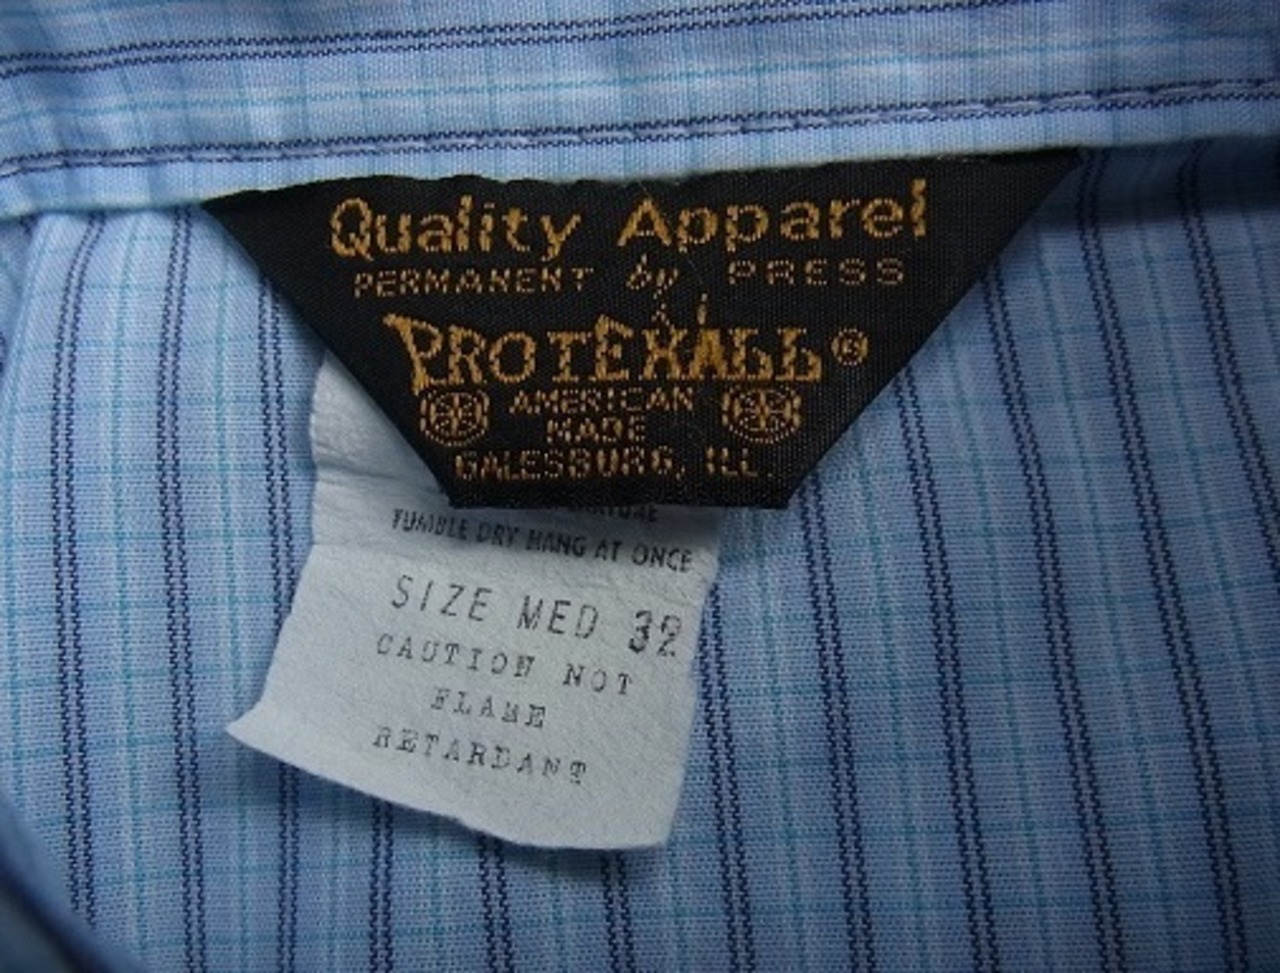 Quality Apparel
PERMANENT by PRESS
PROTEXALL ®
AMERICAN
MADE
GALESBURG, ILL.
TUMBLE DRY HANG AT ONCE
SIZE MED 32
CAUTION NOT
FLAME
RETARDANT